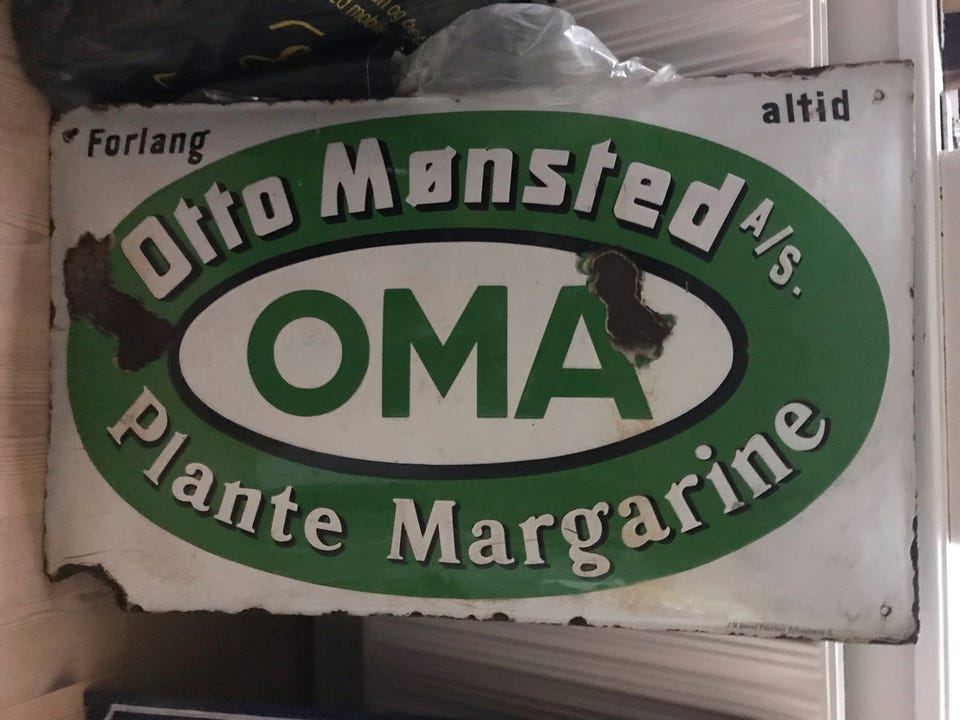 Forlang altid
Otto Mønsted A/S.
OMA
Plante Margarine